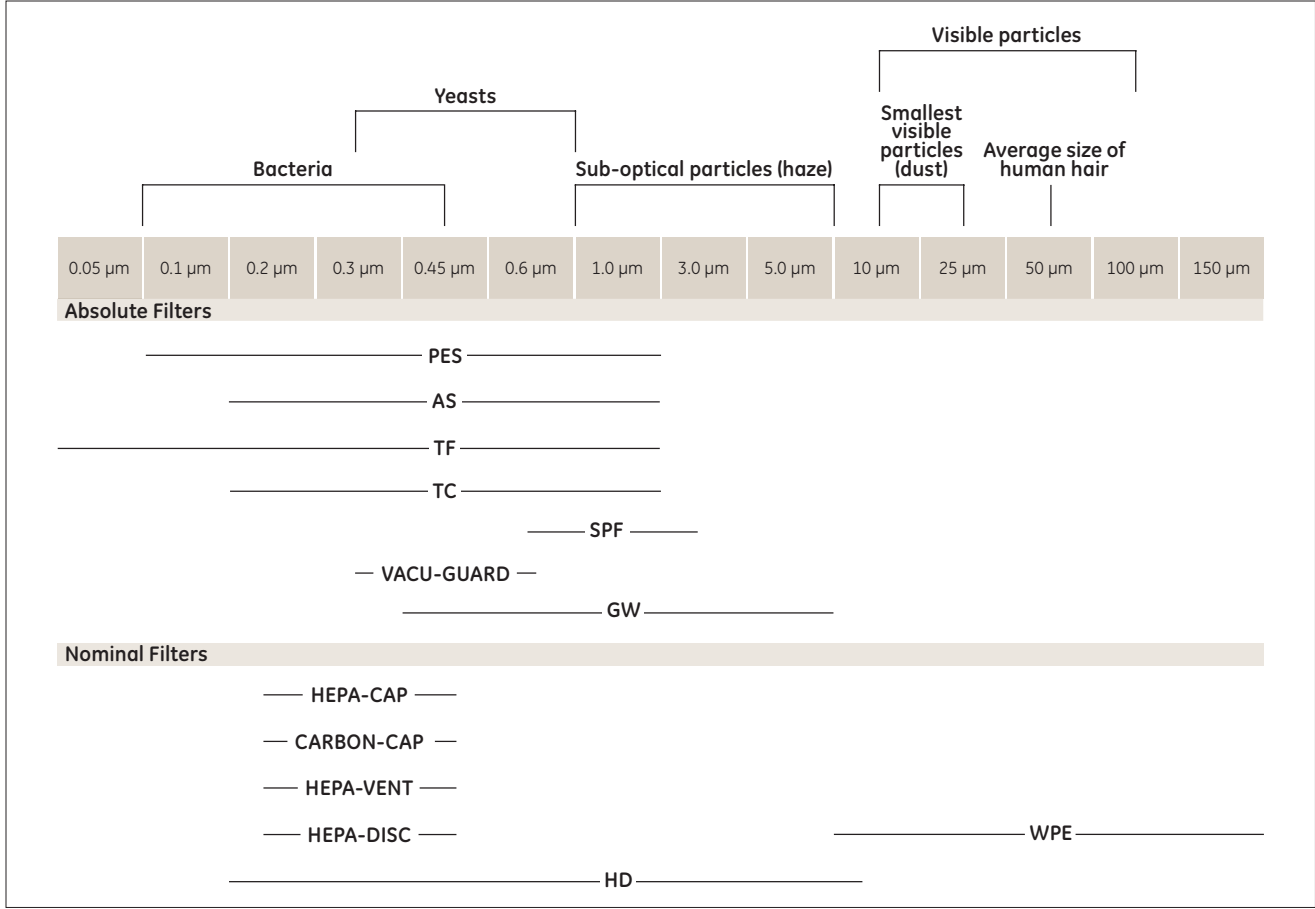 Visible particles
Yeasts
Smallest
visible
particles
(dust)
Average size of
human hair
Bacteria
Sub-optical particles (haze)
0.05 µm 0.1 µm 0.2 µm 0.3 µm 0.45 µm 0.6 µm 1.0 µm 3.0 µm 5.0 µm 10 µm 25 µm 50 µm 100 µm 150 µm
Absolute Filters
PES
AS
TF
TC
SPF
VACU-GUARD
GW
Nominal Filters
HEPA-CAP
CARBON-CAP
HEPA-VENT
HEPA-DISC WPE
HD